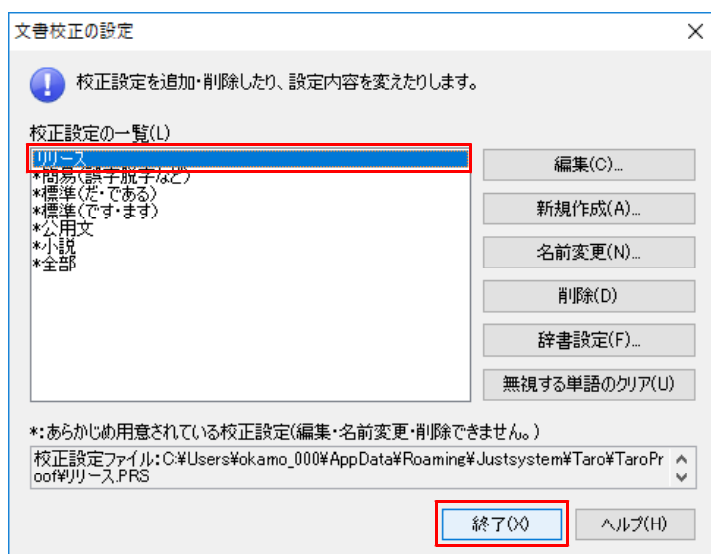 文書校正の設定
校正設定を追加・削除したり、設定内容を変えたりします。
校正設定の一覧(L)
リリース
*簡易(誤字脱字など)
*標準(だ・である)
*標準(です・ます)
*公用文
*小説
*全部
編集(C)...
新規作成(A)...
名前変更(N)...
削除(D)
辞書設定(F)...
無視する単語のクリア(U)
*:あらかじめ用意されている校正設定(編集・名前変更・削除できません。)
校正設定ファイル:C:¥Users¥okamo_000¥AppData¥Roaming¥Justsystem¥Taro¥TaroPr
oof¥リリース.PRS
終了(X)
ヘルプ(H)